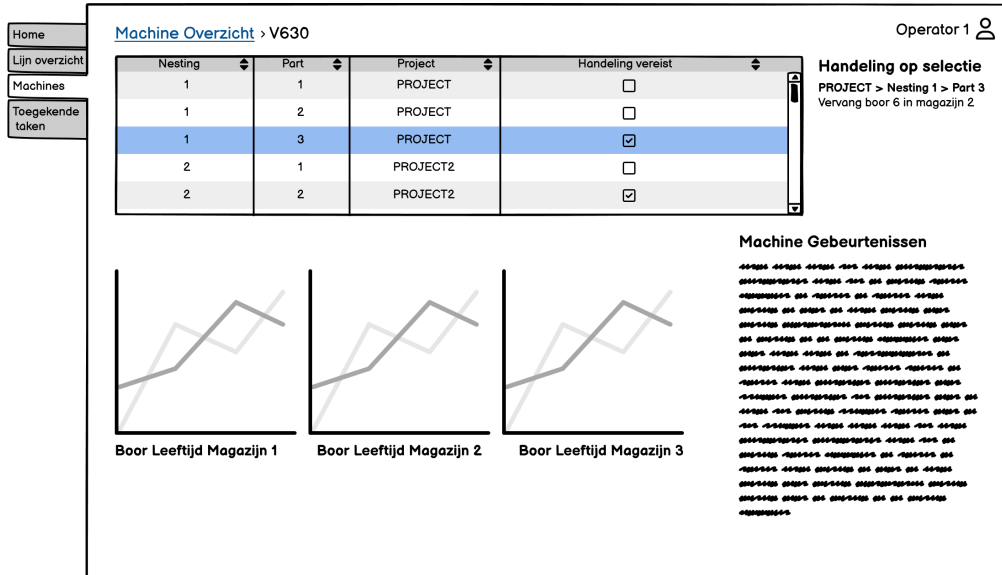 Home
Lijn overzicht
Machines
Toegekende
taken
Machine Overzicht > V630
Operator 1
Nesting Part Project Handeling vereist
1 1 PROJECT
1 2 PROJECT
1 3 PROJECT
2 1 PROJECT2
2 2 PROJECT2
Handeling op selectie
PROJECT > Nesting 1 > Part 3
Vervang boor 6 in magazijn 2
Boor Leeftijd Magazijn 1
Boor Leeftijd Magazijn 2
Boor Leeftijd Magazijn 3
Machine Gebeurtenissen